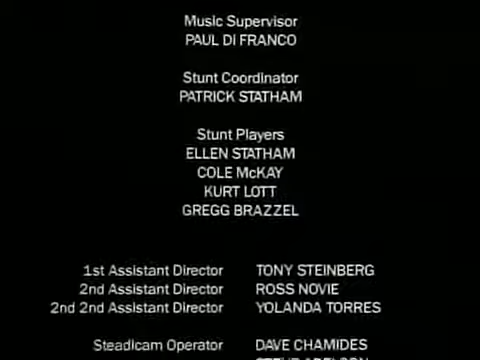 Music Supervisor
PAUL DI FRANCO
Stunt Coordinator
PATRICK STATHAM
Stunt Players
ELLEN STATHAM
COLE McKAY
KURT LOTT
GREGG BRAZZEL
1st Assistant Director TONY STEINBERG
2nd Assistant Director ROSS NOVIE
2nd 2nd Assistant Director YOLANDA TORRES
Steadicam Operator DAVE CHAMIDES